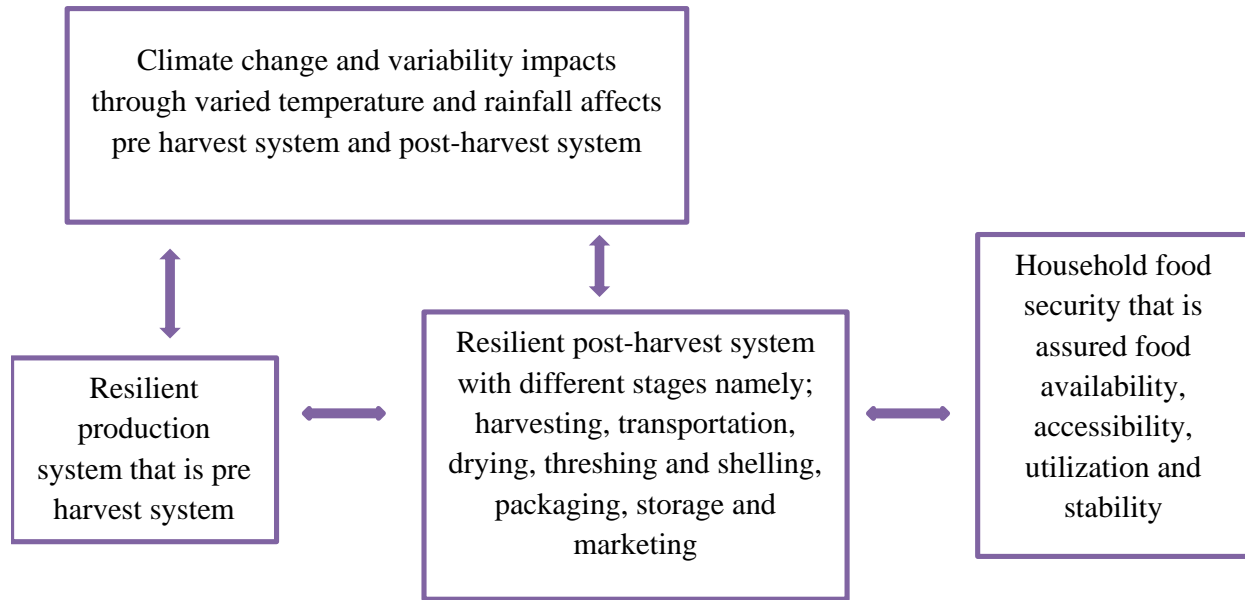 Climate change and variability impacts
through varied temperature and rainfall affects
pre harvest system and post-harvest system
Resilient
production
system that is pre
harvest system
Resilient post-harvest system
with different stages namely;
harvesting, transportation,
drying, threshing and shelling,
packaging, storage and
marketing
Household food
security that is
assured food
availability,
accessibility,
utilization and
stability